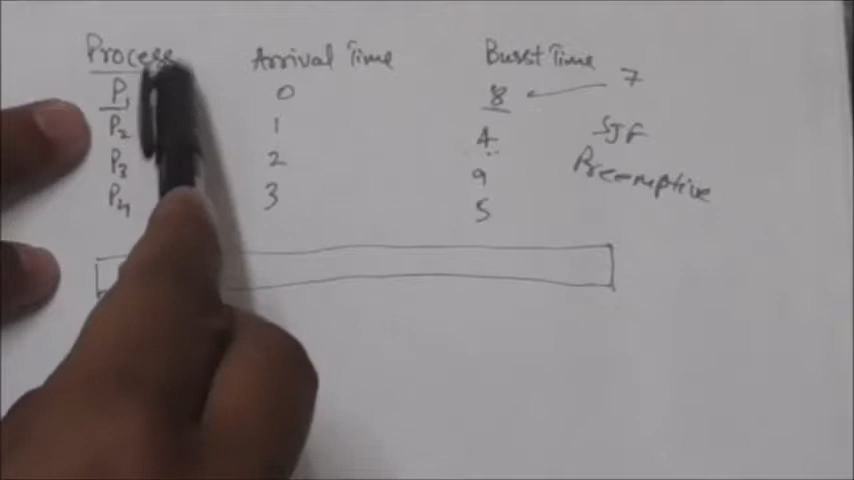 Process Arrival Time Burst Time
P1 0 8 7
P2 1 4 SJF
P3 2 9 Preemptive
P4 3 5